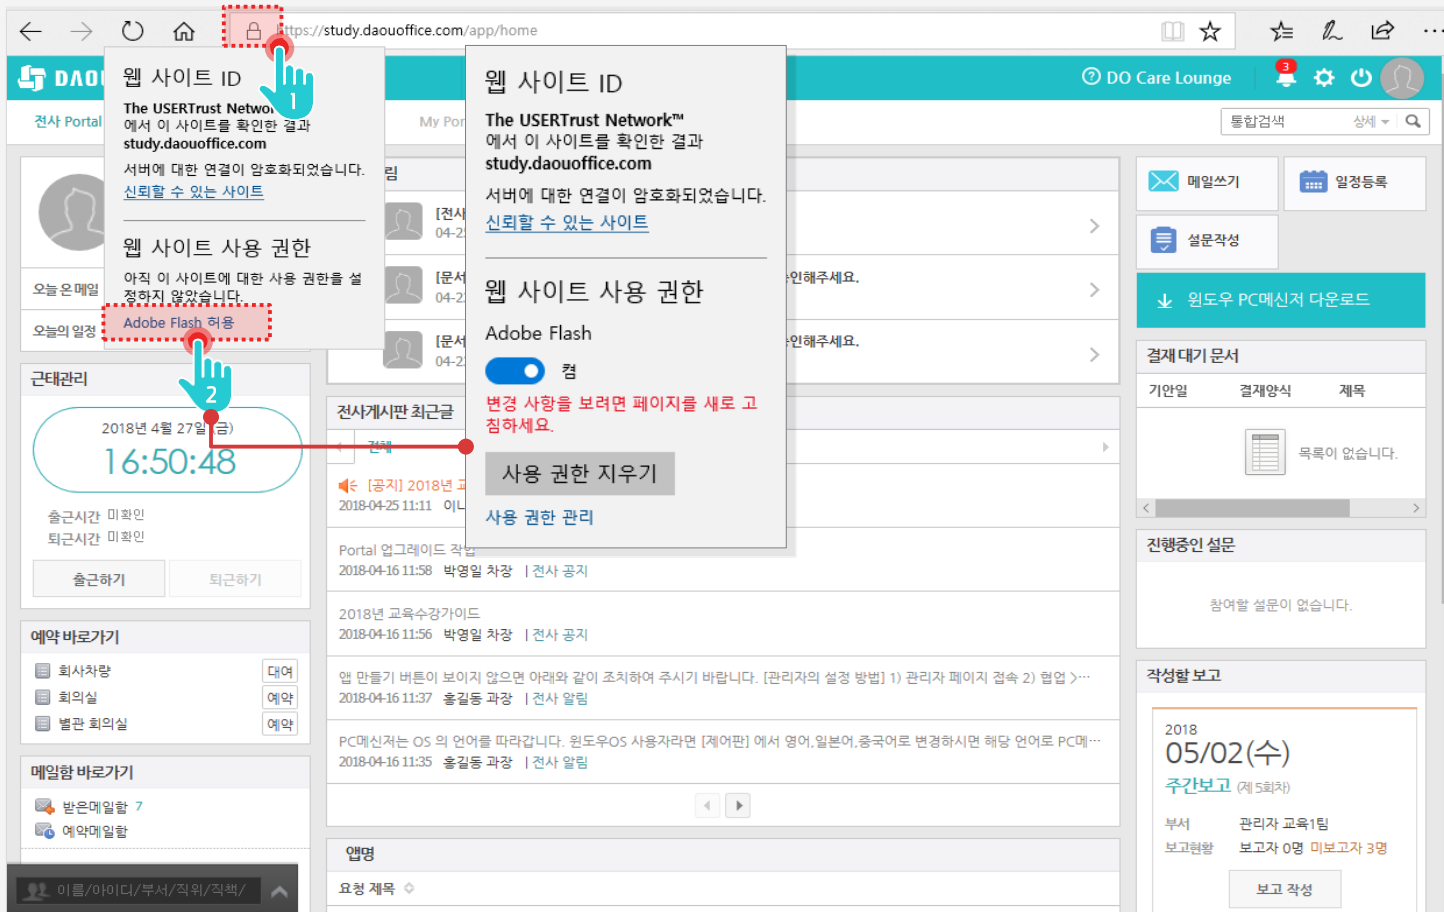 https://study.daouoffice.com/app/home
DO Care Lounge
3
전사 Portal
My Por
통합검색
상세
웹 사이트 ID
The USERTrust Networ
에서 이 사이트를 확인한 결과
study.daouoffice.com
서버에 대한 연결이 암호화되었습니다.
신뢰할 수 있는 사이트
웹 사이트 사용 권한
아직 이 사이트에 대한 사용 권한을 설
정하지 않았습니다.
Adobe Flash 허용
1
2
웹 사이트 ID
The USERTrust Network™
에서 이 사이트를 확인한 결과
study.daouoffice.com
서버에 대한 연결이 암호화되었습니다.
신뢰할 수 있는 사이트
웹 사이트 사용 권한
Adobe Flash
켬
변경 사항을 보려면 페이지를 새로 고
침하세요.
사용 권한 지우기
사용 권한 관리
오늘 온 메일
오늘의 일정
근태관리
2018년 4월 27일(금)
16:50:48
출근시간 미확인
퇴근시간 미확인
출근하기
퇴근하기
예약 바로가기
회사차량 대여
회의실 예약
별관 회의실 예약
메일함 바로가기
받은메일함 7
예약메일함
이름/아이디/부서/직위/직책/
림
[전사
04-25
[문서
04-2
인해주세요.
[문서
04-2
인해주세요.
전사게시판 최근글
전체
[공지] 2018년 교
2018-04-25 11:11 이니
Portal 업그레이드 작업
2018-04-16 11:58 박영일 차장 | 전사 공지
2018년 교육수강가이드
2018-04-16 11:56 박영일 차장 | 전사 공지
앱 만들기 버튼이 보이지 않으면 아래와 같이 조치하여 주시기 바랍니다. [관리자의 설정 방법] 1) 관리자 페이지 접속 2) 협업 >…
2018-04-16 11:37 홍길동 과장 | 전사 알림
PC메신저는 OS 의 언어를 따라갑니다. 윈도우OS 사용자라면 [제어판] 에서 영어,일본어,중국어로 변경하시면 해당 언어로 PC메…
2018-04-16 11:35 홍길동 과장 | 전사 알림
앱명
요청 제목
메일쓰기
일정등록
설문작성
윈도우 PC메신저 다운로드
결재 대기 문서
기안일 결재양식 제목
목록이 없습니다.
진행중인 설문
참여할 설문이 없습니다.
작성할 보고
2018
05/02(수)
주간보고 (제 5회차)
부서 관리자 교육1팀
보고현황 보고자 0명 미보고자 3명
보고 작성